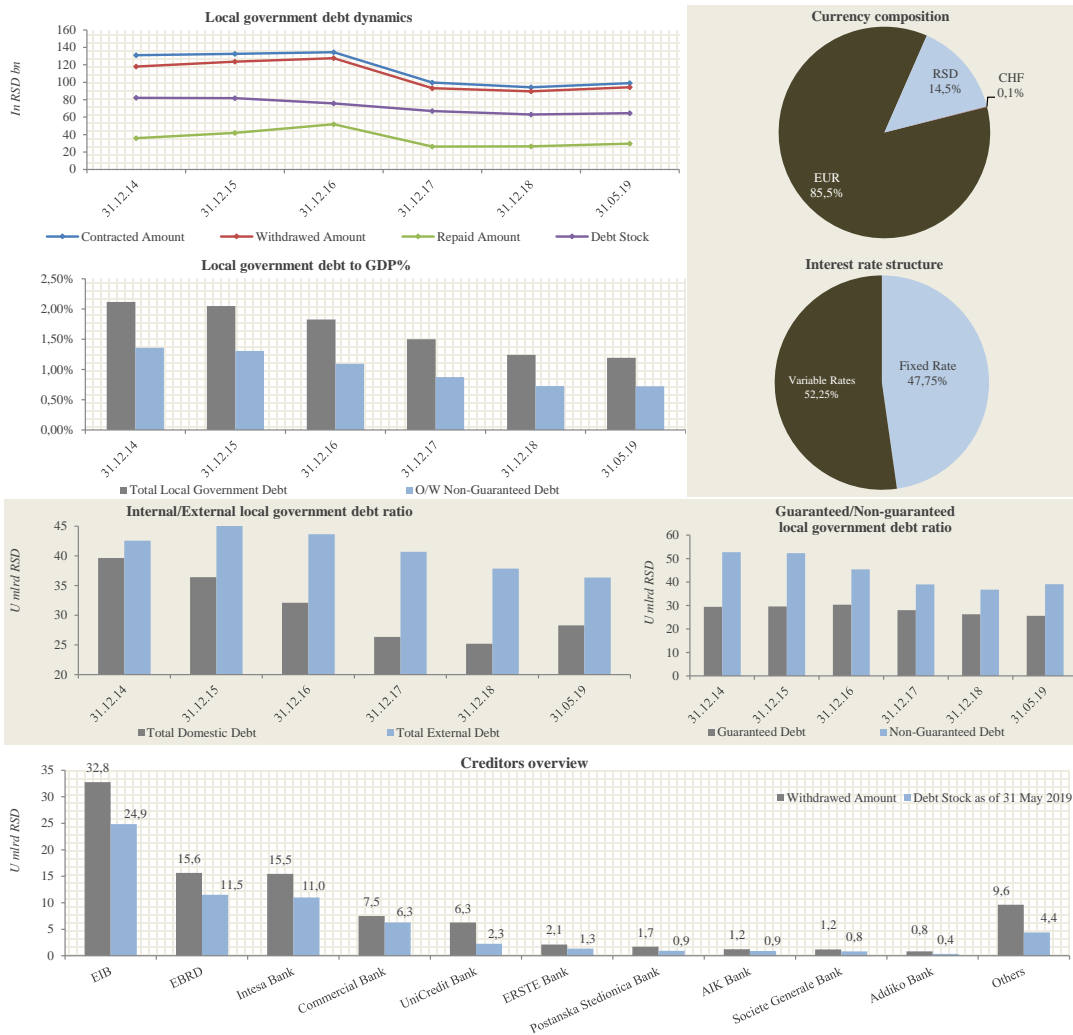 Local government debt dynamics
In RSD bn
160
140
120
100
80
60
40
20
0
31.12.14
31.12.15
31.12.16
31.12.17
31.12.18
31.05.19
Contracted Amount
Withdrawed Amount
Repaid Amount
Debt Stock
Currency composition
RSD
14,5%
CHF
0,1%
EUR
85,5%
Local government debt to GDP%
2,50%
2,00%
1,50%
1,00%
0,50%
0,00%
31.12.14
31.12.15
31.12.16
31.12.17
31.12.18
31.05.19
Total Local Government Debt
O/W Non-Guaranteed Debt
Interest rate structure
Variable Rates
52,25%
Fixed Rate
47,75%
Internal/External local government debt ratio
U mlrd RSD
45
40
35
30
25
20
31.12.14
31.12.15
31.12.16
31.12.17
31.12.18
31.05.19
Total Domestic Debt
Total External Debt
Guaranteed/Non-guaranteed
local government debt ratio
U mlrd RSD
60
50
40
30
20
10
0
31.12.14
31.12.15
31.12.16
31.12.17
31.12.18
31.05.19
Guaranteed Debt
Non-Guaranteed Debt
Creditors overview
U mlrd RSD
35
30
25
20
15
10
5
0
Withdrawed Amount
Debt Stock as of 31 May 2019
32,8
24,9
15,6
11,5
15,5
11,0
7,5
6,3
6,3
2,3
2,1
1,3
1,7
0,9
1,2
0,9
1,2
0,8
0,8
0,4
9,6
4,4
EIB
EBRD
Intesa Bank
Commercial Bank
UniCredit Bank
ERSTE Bank
Postanska Stedionica Bank
AIK Bank
Societe Generale Bank
Addiko Bank
Others